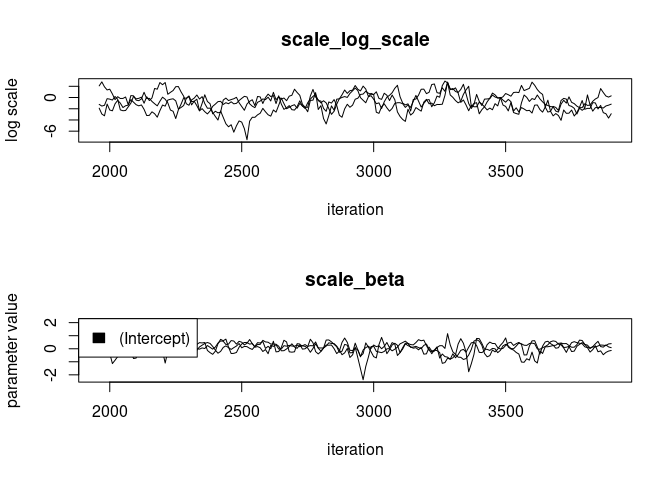 scale_log_scale
log scale
0
-6
2000
2500
3000
3500
iteration
scale_beta
parameter value
2
0
-2
(Intercept)
2000
2500
3000
3500
iteration